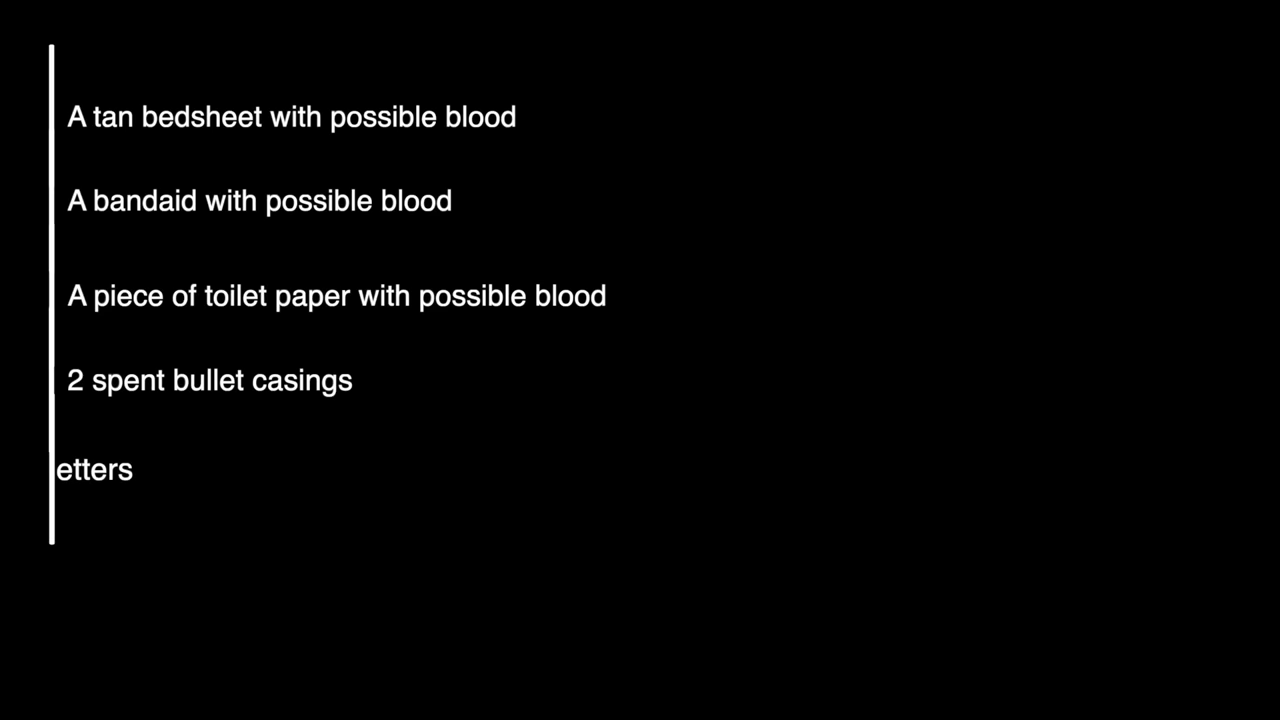 A tan bedsheet with possible blood
A bandaid with possible blood
A piece of toilet paper with possible blood
2 spent bullet casings
etters